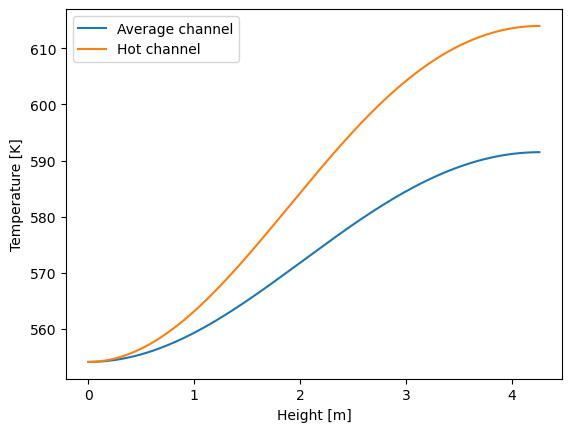 Average channel
Hot channel
Temperature [K]
610
600
590
580
570
560
0 1 2 3 4
Height [m]